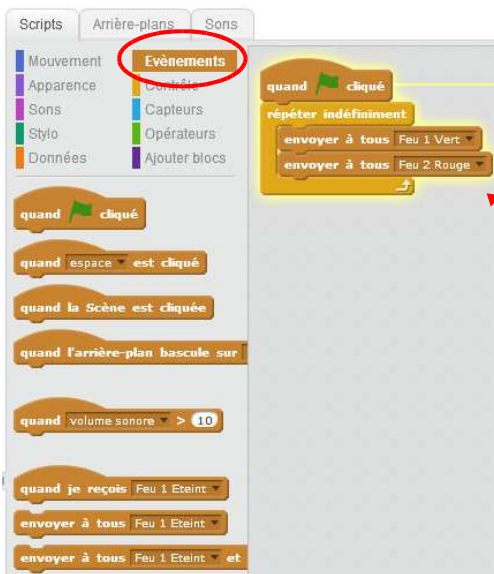 Scripts Arrière-plans Sons
Mouvement Evènements
Apparence Contrôle
Sons Capteurs
Stylo Opérateurs
Données Ajouter blocs
quand cliqué
quand espace est cliqué
quand la Scène est cliquée
quand l'arrière-plan bascule sur
quand volume sonore > 10
quand je reçois Feu 1 Eteint
envoyer à tous Feu 1 Eteint
envoyer à tous Feu 1 Eteint et
quand cliqué
répéter indéfiniment
envoyer à tous Feu 1 Vert
envoyer à tous Feu 2 Rouge